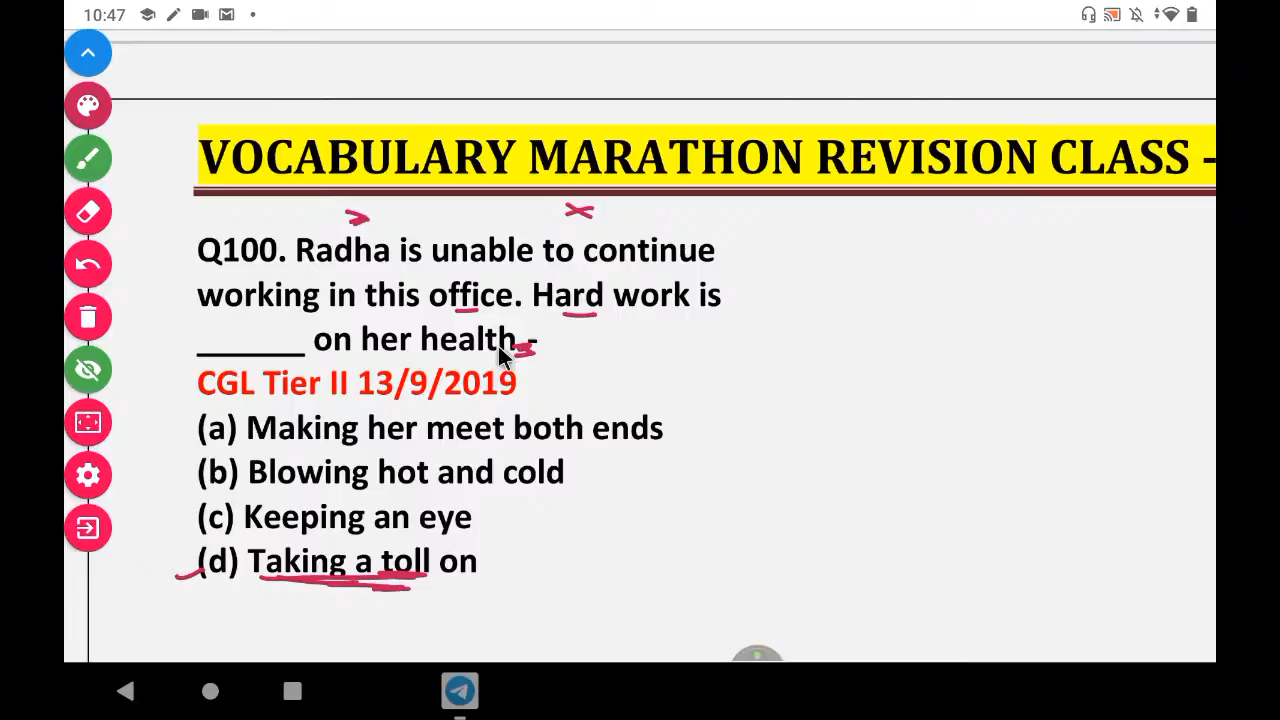 10:47
VOCABULARY MARATHON REVISION CLASS -
Q100. Radha is unable to continue
working in this office. Hard work is
______ on her health.-
CGL Tier II 13/9/2019
(a) Making her meet both ends
(b) Blowing hot and cold
(c) Keeping an eye
(d) Taking a toll on